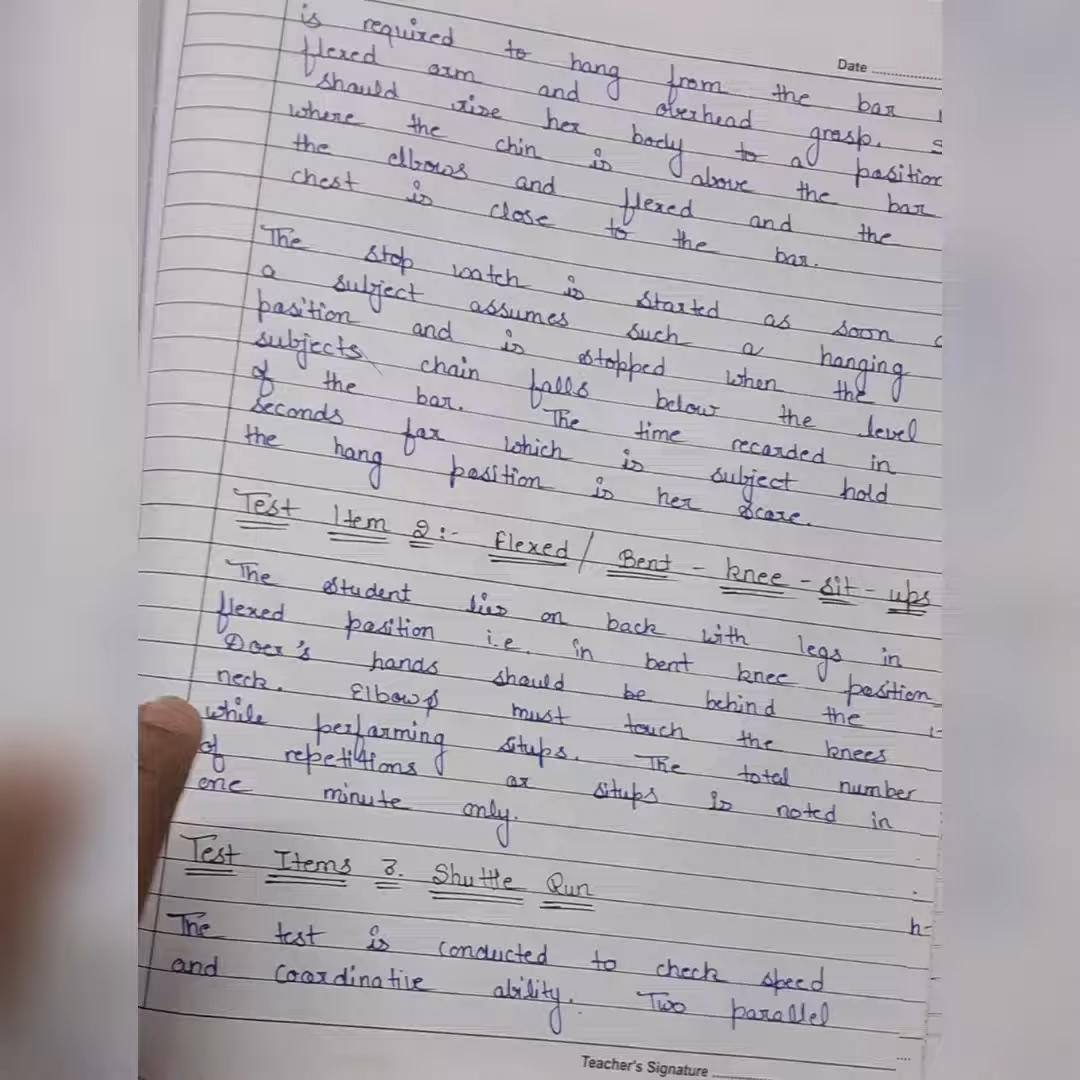 Date
is required to hang from the bar
flexed arm and overhead grasp.
should rise her body to a position
where the chin is above the bar
the elbows and flexed and the
chest is close to the bar.
The stop watch is started as soon
a subject assumes such a hanging
position and is stopped when the
subjects chain falls below the level
of the bar. The time recorded in
seconds for which is subject hold
the hang position is her score.
Test Item 2:- flexed / Bent - knee - sit - ups
The student lies on back with legs in
flexed position i.e. in bent knee position
Doer's hands should be behind the
neck. Elbows must touch the knees
while performing situps. The total number
of repetitions or situps is noted in
one minute only.
Test Items 3. Shuttle Run
The test is conducted to check speed
and coordinative ability. Two parallel
Teacher's Signature